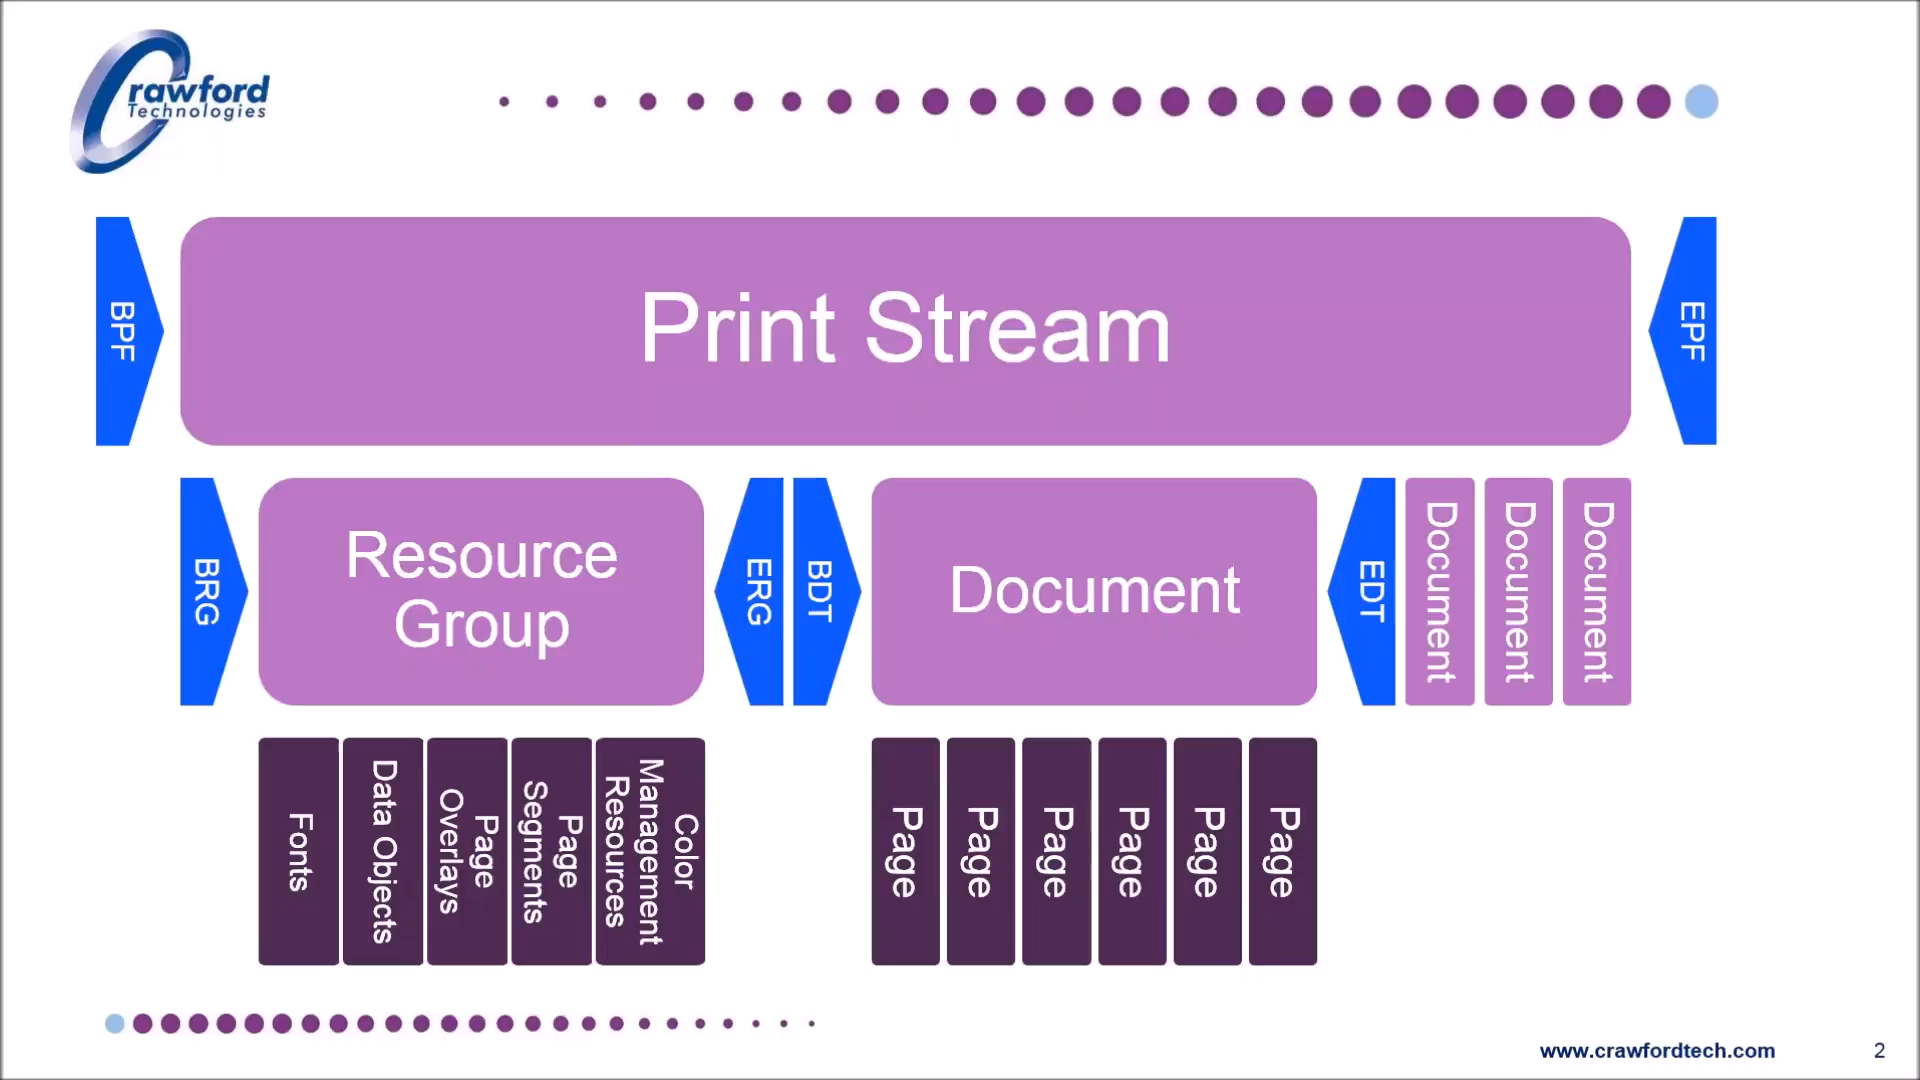 Crawford
Technologies
BPF
Print Stream
EPF
BRG
Resource
Group
ERG
BDT
Document
EDT
Document
Document
Document
Fonts
Data Objects
Page
Overlays
Page
Segments
Color
Management
Resources
Page
Page
Page
Page
Page
Page
www.crawfordtech.com
2